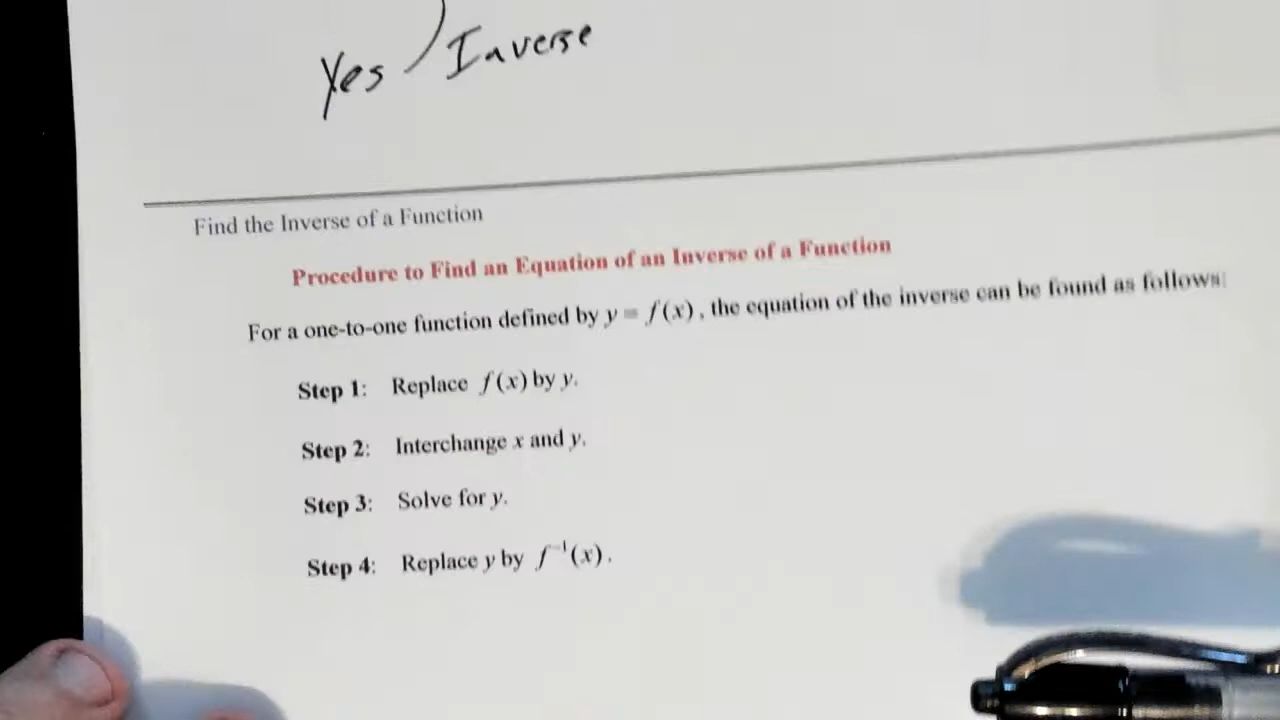 Yes Inverse
Find the Inverse of a Function
Procedure to Find an Equation of an Inverse of a Function
For a one-to-one function defined by y = f(x), the equation of the inverse can be found as follows:
Step 1: Replace f(x) by y.
Step 2: Interchange x and y.
Step 3: Solve for y.
Step 4: Replace y by f⁻¹(x).